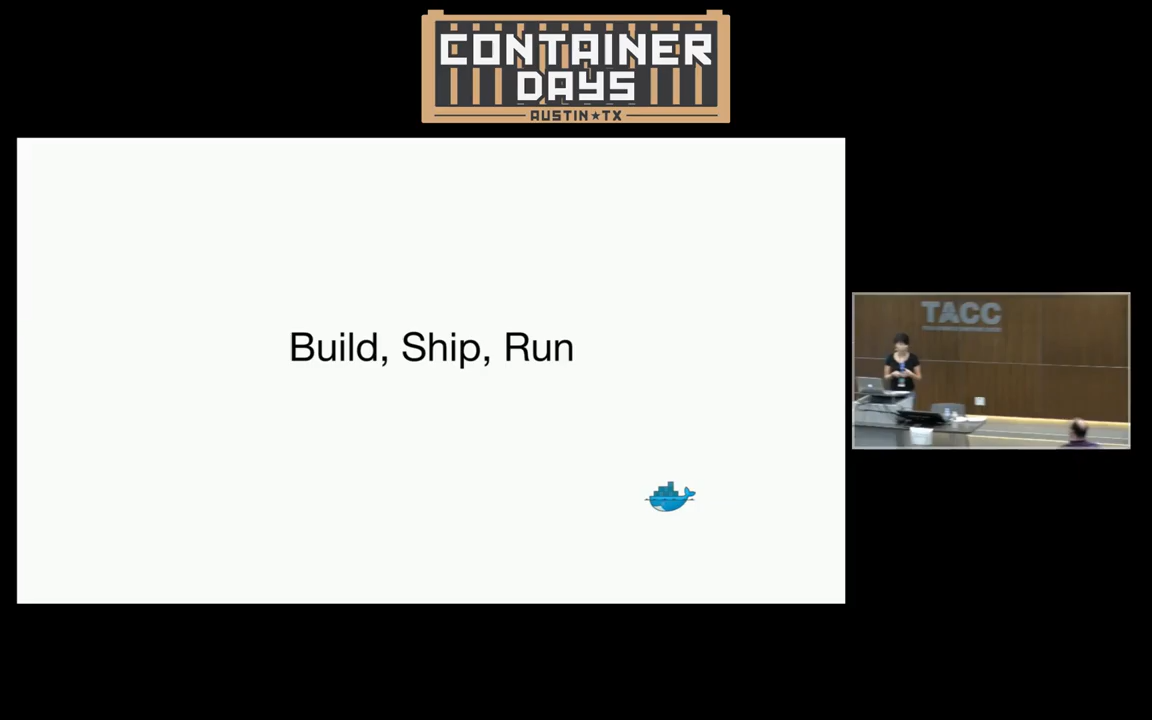 CONTAINER
DAYS
AUSTIN★TX
Build, Ship, Run
TACC